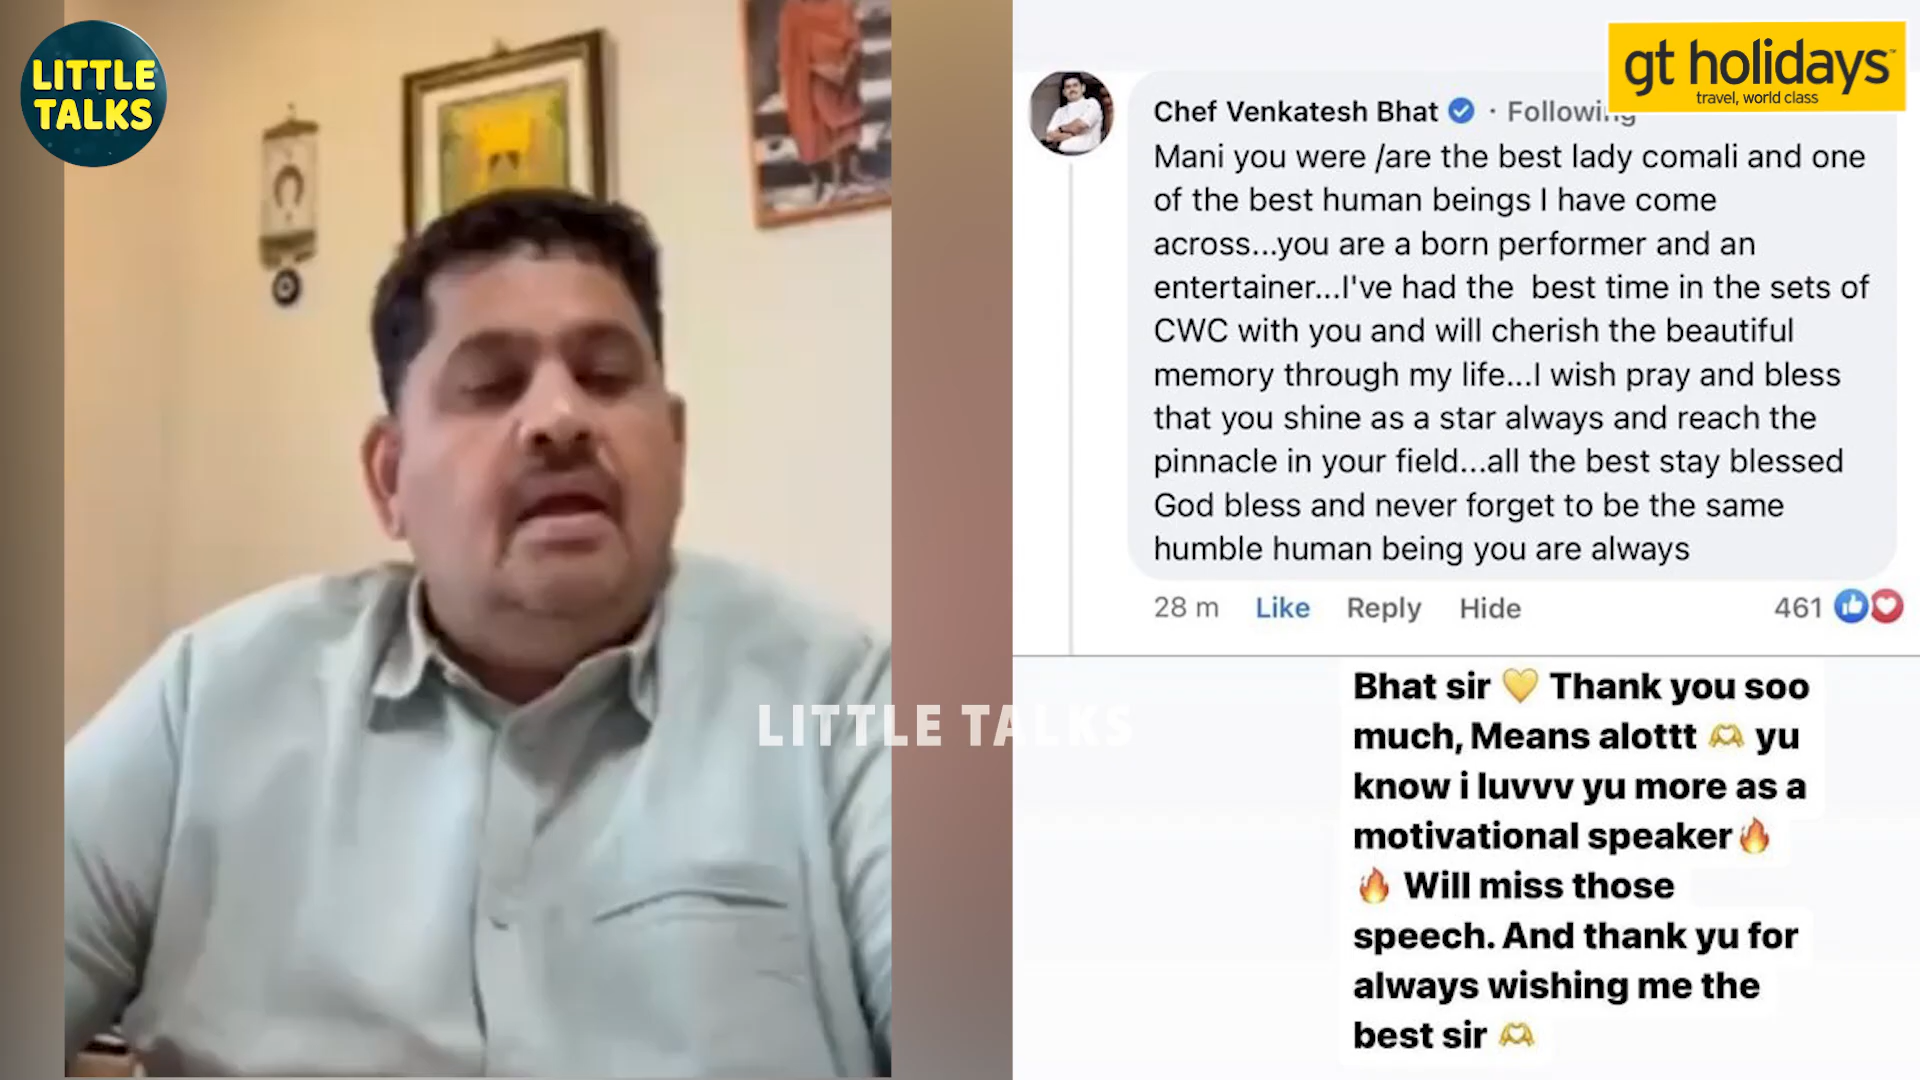 LITTLE
TALKS
gt holidays
travel, world class
Chef Venkatesh Bhat · Following
Mani you were /are the best lady comali and one
of the best human beings I have come
across...you are a born performer and an
entertainer...I've had the best time in the sets of
CWC with you and will cherish the beautiful
memory through my life...I wish pray and bless
that you shine as a star always and reach the
pinnacle in your field...all the best stay blessed
God bless and never forget to be the same
humble human being you are always
28 m Like Reply Hide 461
LITTLE TALKS
Bhat sir 💛 Thank you soo
much, Means alottt 🫶 yu
know i luvvv yu more as a
motivational speaker🔥
🔥 Will miss those
speech. And thank yu for
always wishing me the
best sir 🫶